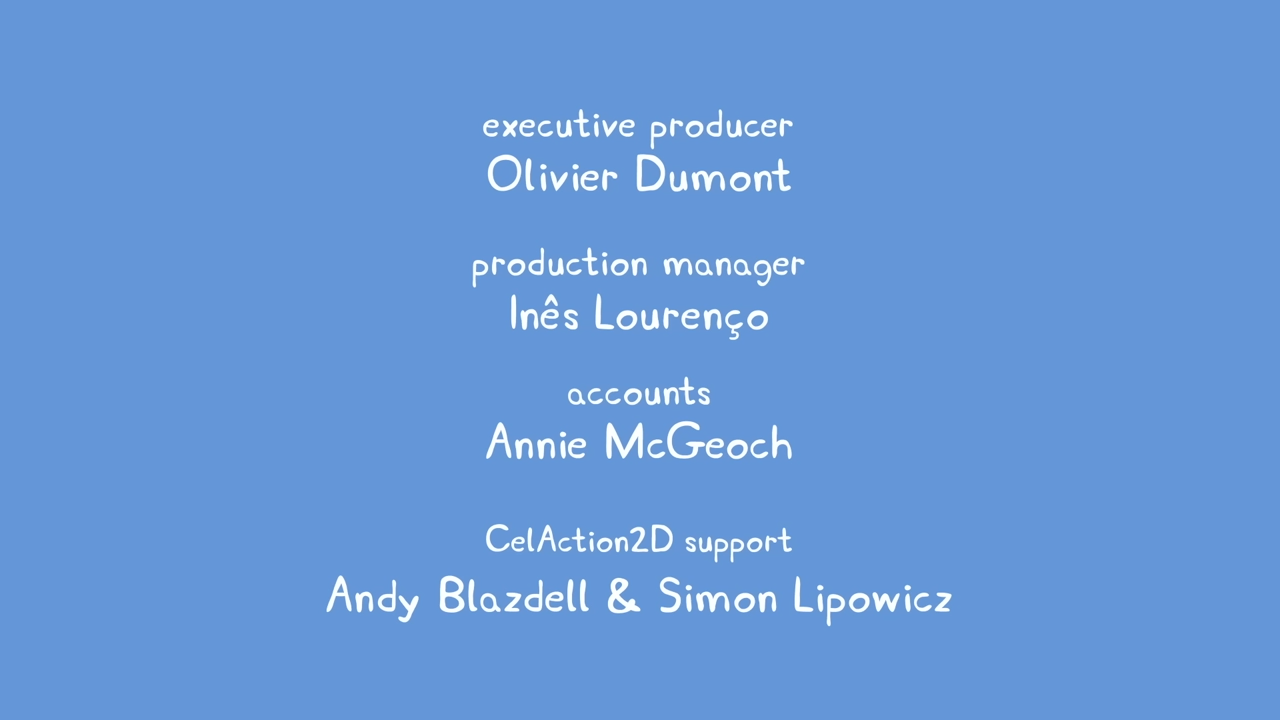 executive producer
Olivier Dumont
production manager
Inês Lourenço
accounts
Annie McGeoch
CelAction2D support
Andy Blazdell & Simon Lipowicz